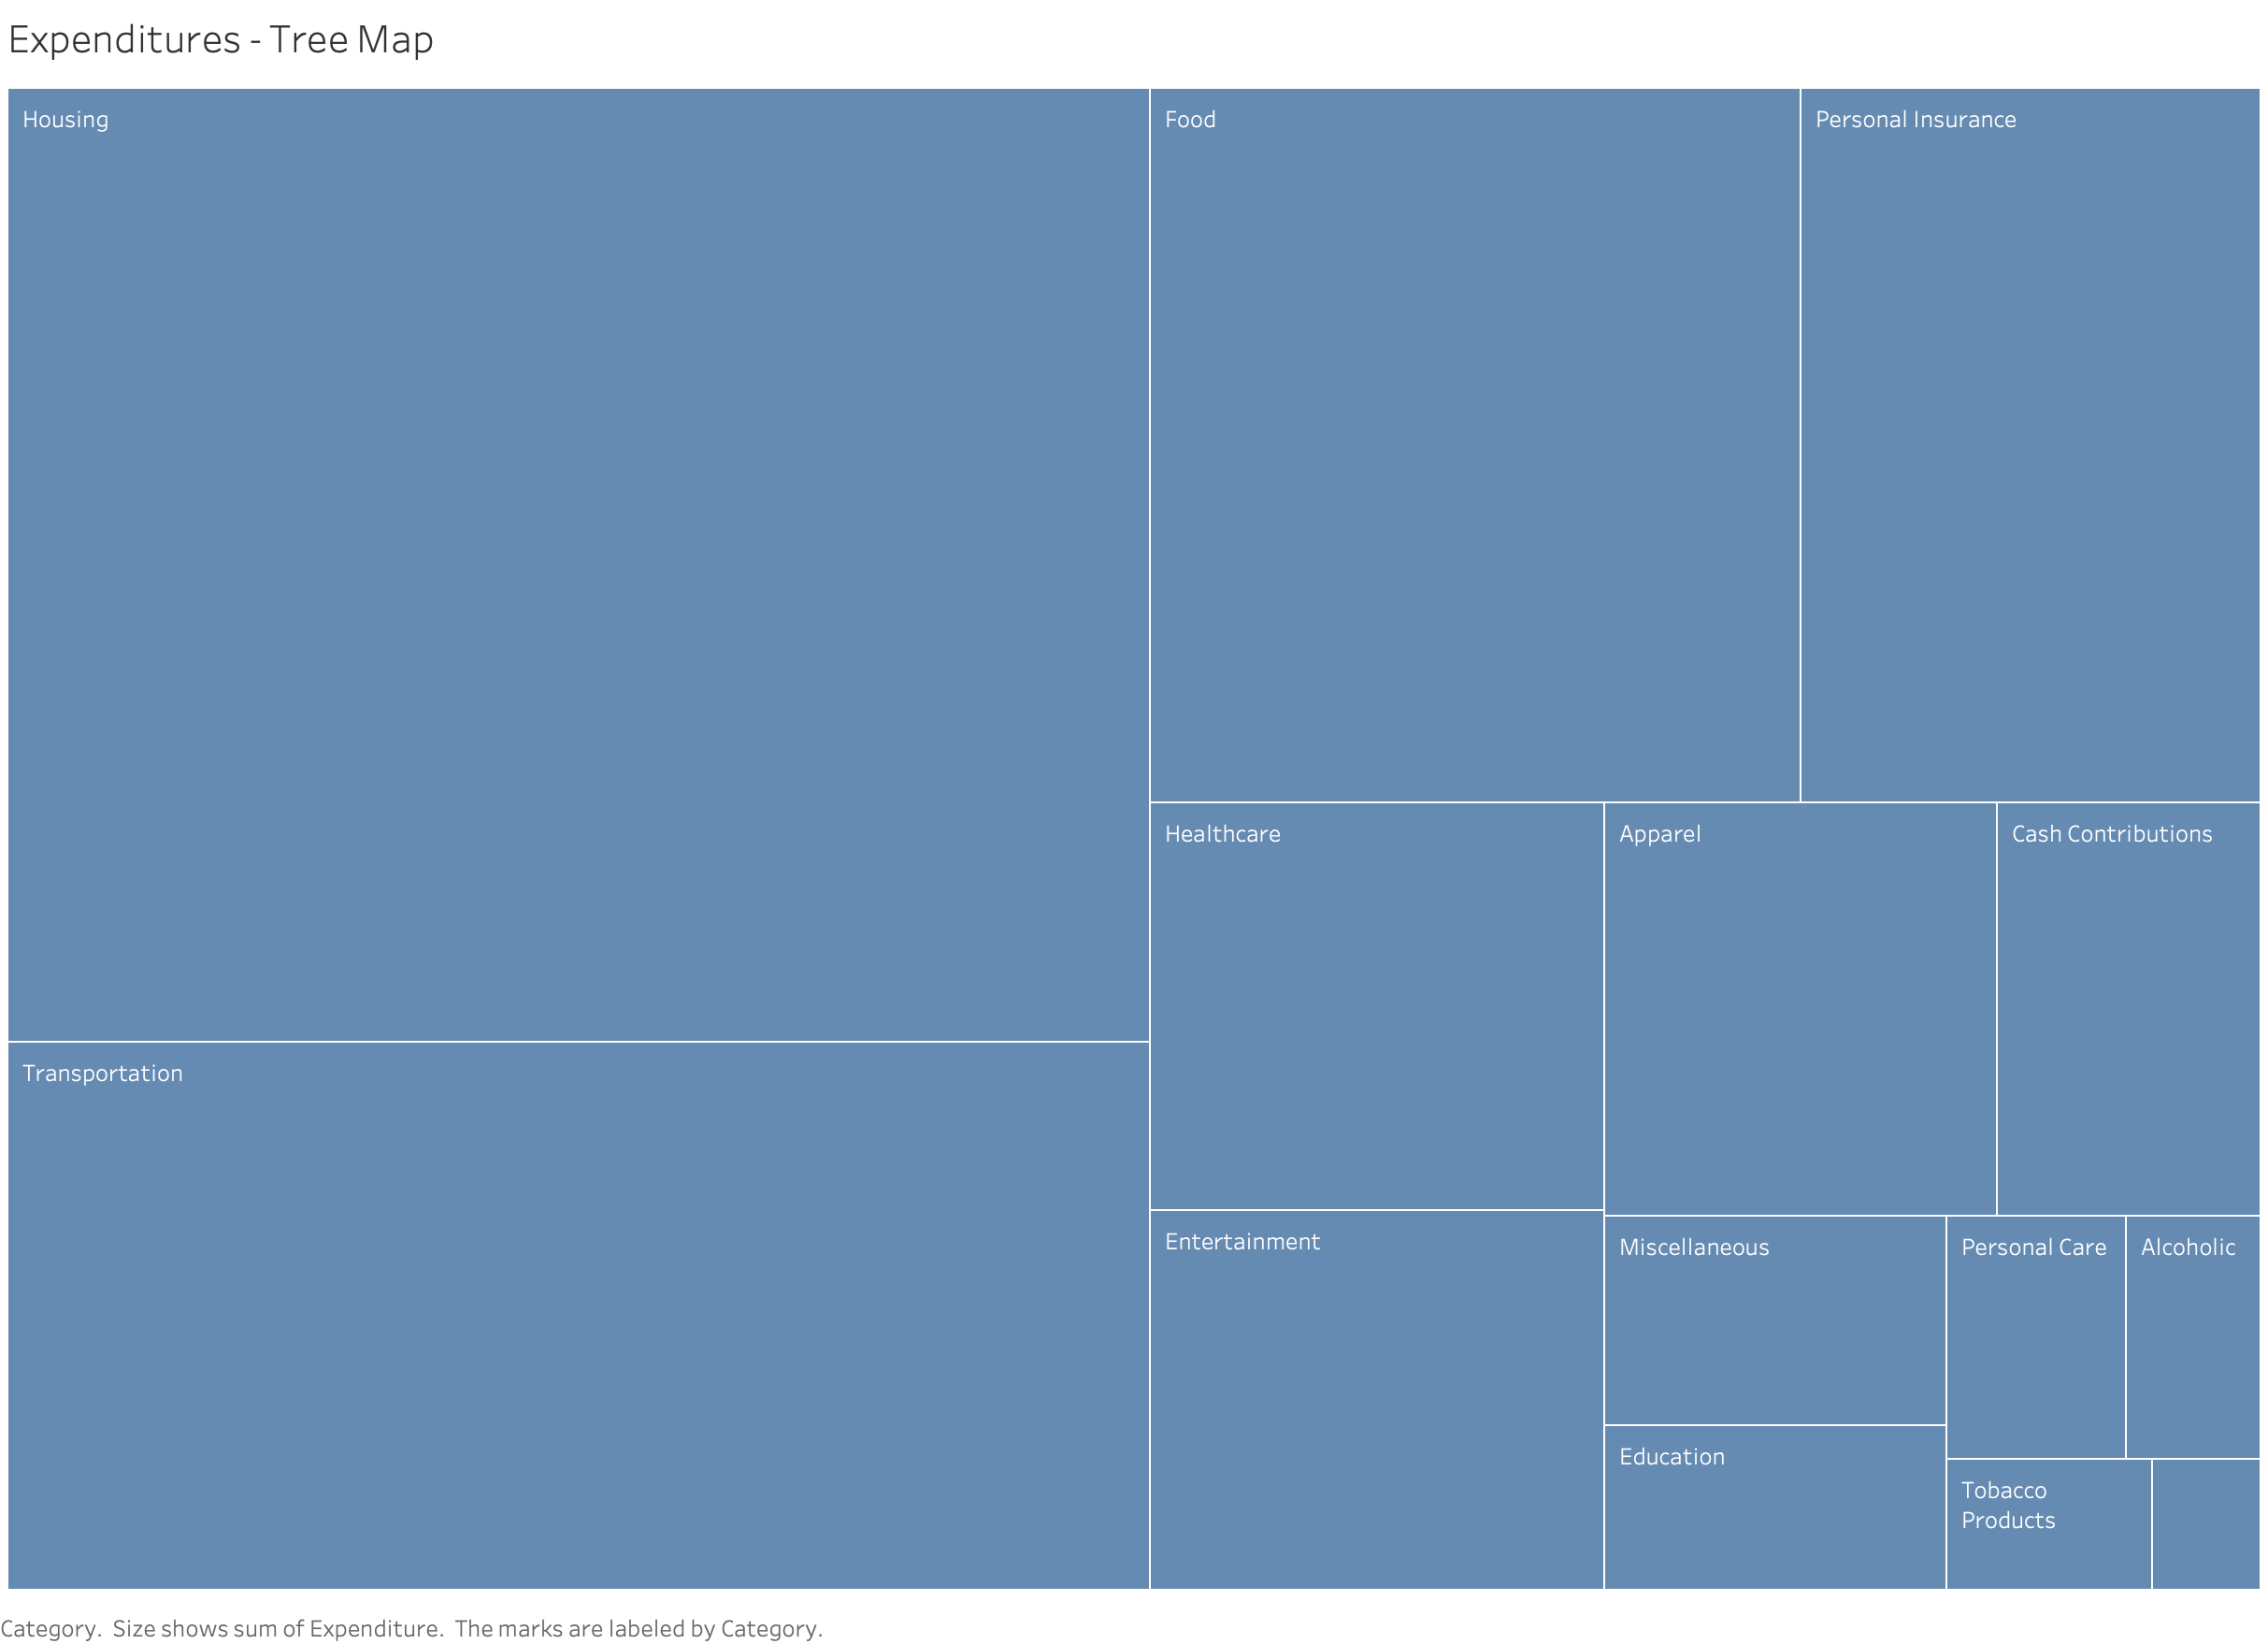 Expenditures - Tree Map
Housing
Food
Personal Insurance
Healthcare
Apparel
Cash Contributions
Transportation
Entertainment
Miscellaneous
Personal Care
Alcoholic
Education
Tobacco
Products
Category.  Size shows sum of Expenditure.  The marks are labeled by Category.